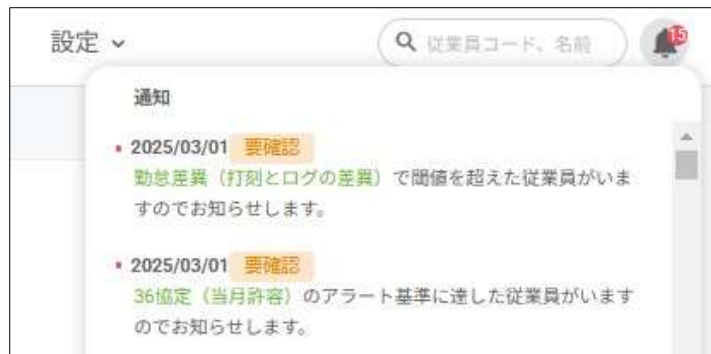 設定
従業員コード、名前
15
通知
2025/03/01 要確認
勤怠差異（打刻とログの差異）で閾値を超えた従業員がいま
すのでお知らせします。
2025/03/01 要確認
36協定（当月許容）のアラート基準に達した従業員がいます
のでお知らせします。